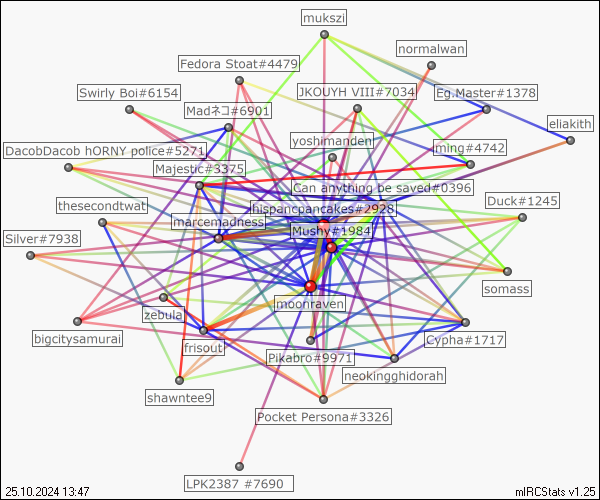 mukszi
normalwan
Fedora Stoat#4479
Swirly Boi#6154
JKOUYH VIII#7034
Eg.Master#1378
Madネコ#6901
eliakith
yoshimanden
ming#4742
DacobDacob hORNY police#5271
Majestic#3375
Can anything be saved#0396
Duck#1245
thesecondtwat
hispancpancakes#2928
marcemadness
Mushy#1984
Silver#7938
somass
moonraven
zebula
bigcitysamurai
frisout
Cypha#1717
Pikabro#9971
neokingghidorah
shawntee9
Pocket Persona#3326
LPK2387 #7690
25.10.2024 13:47
mIRCStats v1.25